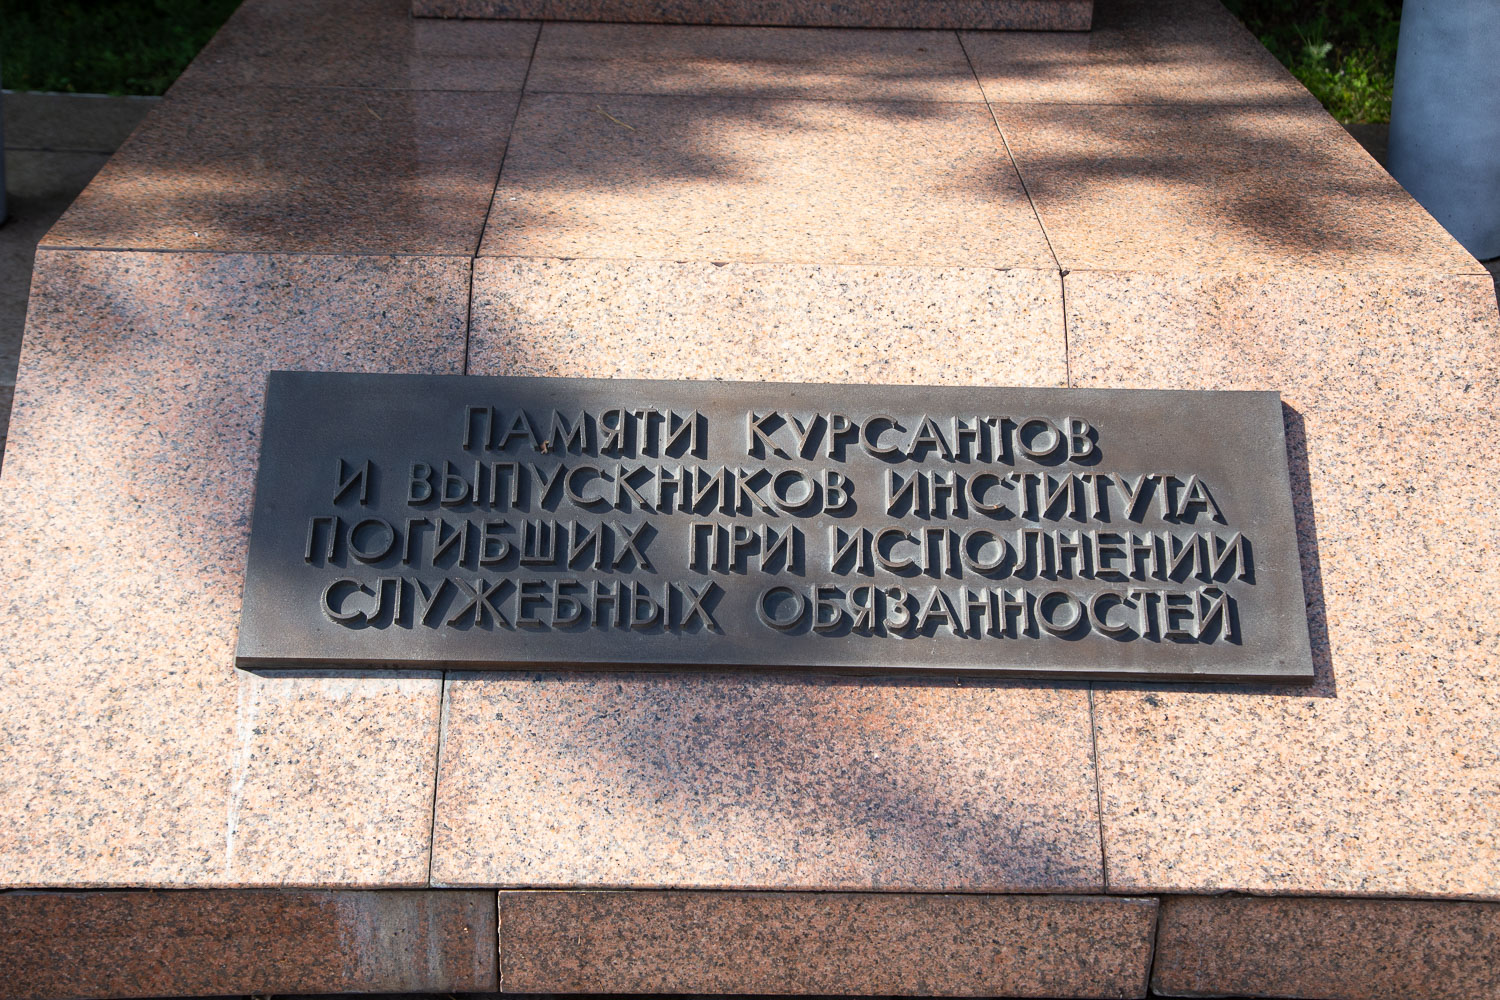 ПАМЯТИ КУРСАНТОВ
И ВЫПУСКНИКОВ ИНСТИТУТА
ПОГИБШИХ ПРИ ИСПОЛНЕНИИ
СЛУЖЕБНЫХ ОБЯЗАННОСТЕЙ